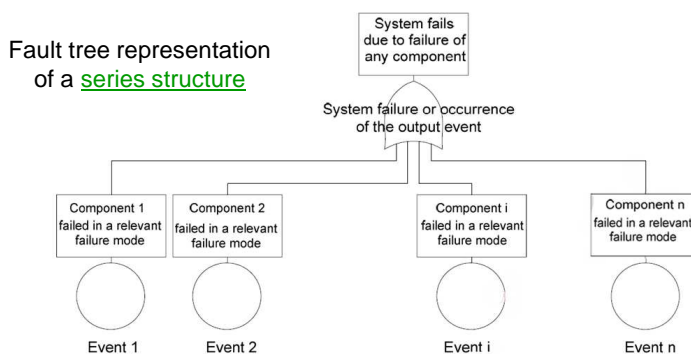 Fault tree representation
of a series structure
System fails
due to failure of
any component
System failure or occurrence
of the output event
Component 1
failed in a relevant
failure mode
Component 2
failed in a relevant
failure mode
Component i
failed in a relevant
failure mode
Component n
failed in a relevant
failure mode
Event 1
Event 2
Event i
Event n